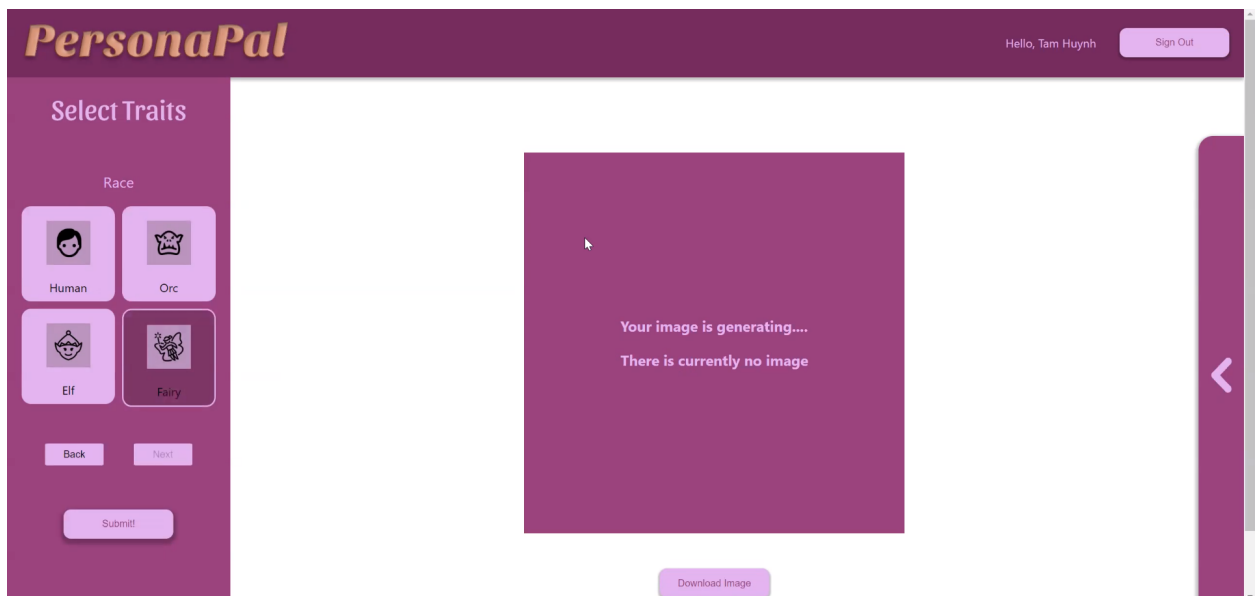 PersonaPal
Hello, Tam Huynh
Sign Out
Select Traits
Race
Human
Orc
Elf
Fairy
Back
Next
Submit!
Your image is generating....
There is currently no image
Download Image